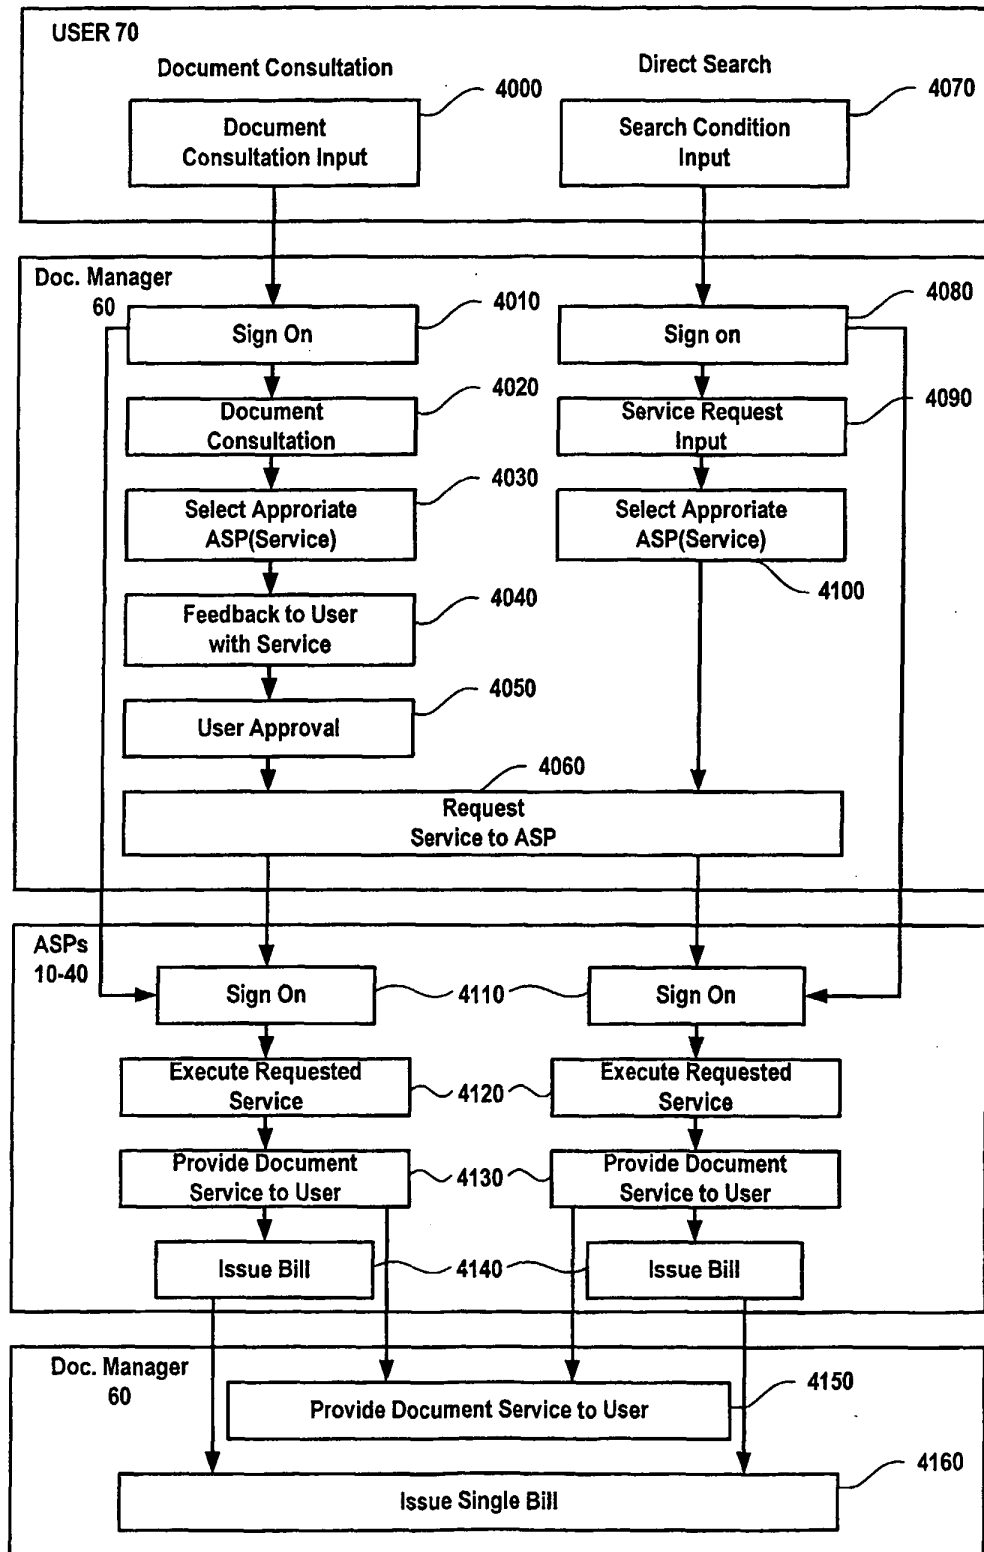 USER 70
Document Consultation
Direct Search
4000
4070
Document
Consultation Input
Search Condition
Input
Doc. Manager
60
4010
4080
Sign On
Sign on
4020
4090
Document
Consultation
Service Request
Input
4030
Select Approriate
ASP(Service)
Select Approriate
ASP(Service)
4100
4040
Feedback to User
with Service
4050
User Approval
4060
Request
Service to ASP
ASPs
10-40
Sign On
4110
Sign On
Execute Requested
Service
4120
Execute Requested
Service
Provide Document
Service to User
4130
Provide Document
Service to User
Issue Bill
4140
Issue Bill
Doc. Manager
60
4150
Provide Document Service to User
4160
Issue Single Bill